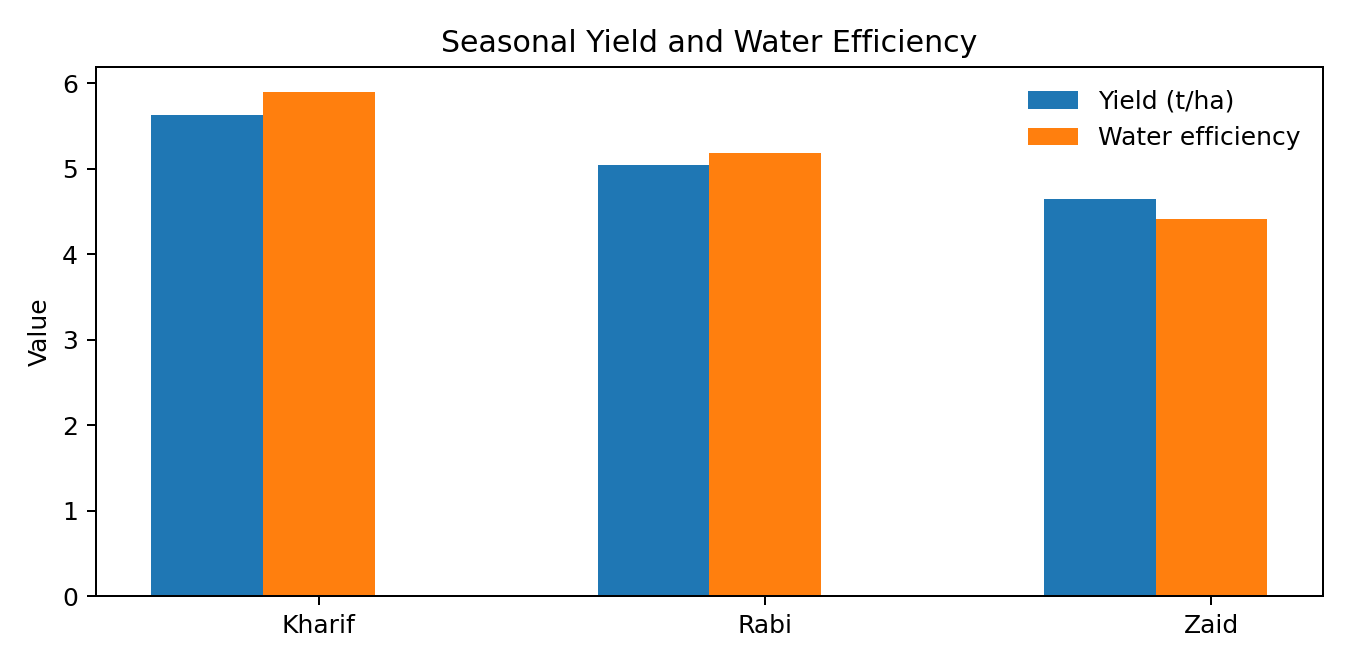 Seasonal Yield and Water Efficiency
Yield (t/ha)
Water efficiency
Value
6
5
4
3
2
1
0
Kharif Rabi Zaid